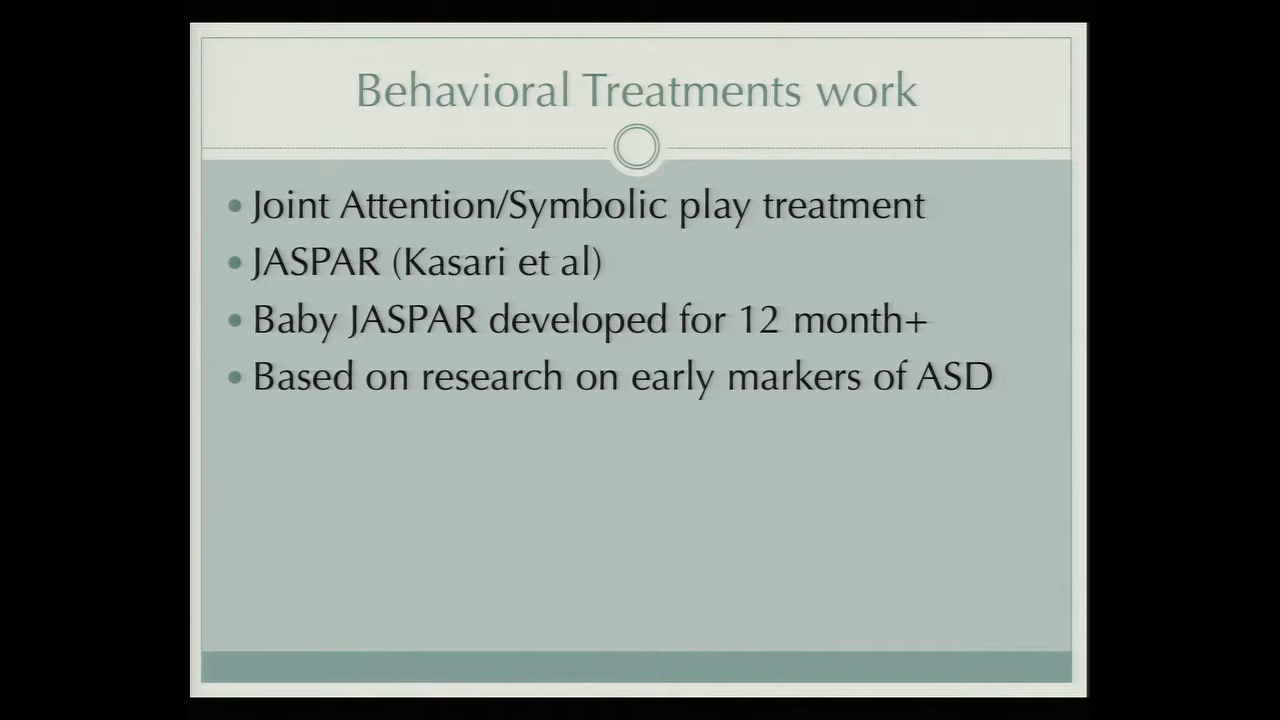 Behavioral Treatments work
• Joint Attention/Symbolic play treatment
• JASPAR (Kasari et al)
• Baby JASPAR developed for 12 month+
• Based on research on early markers of ASD